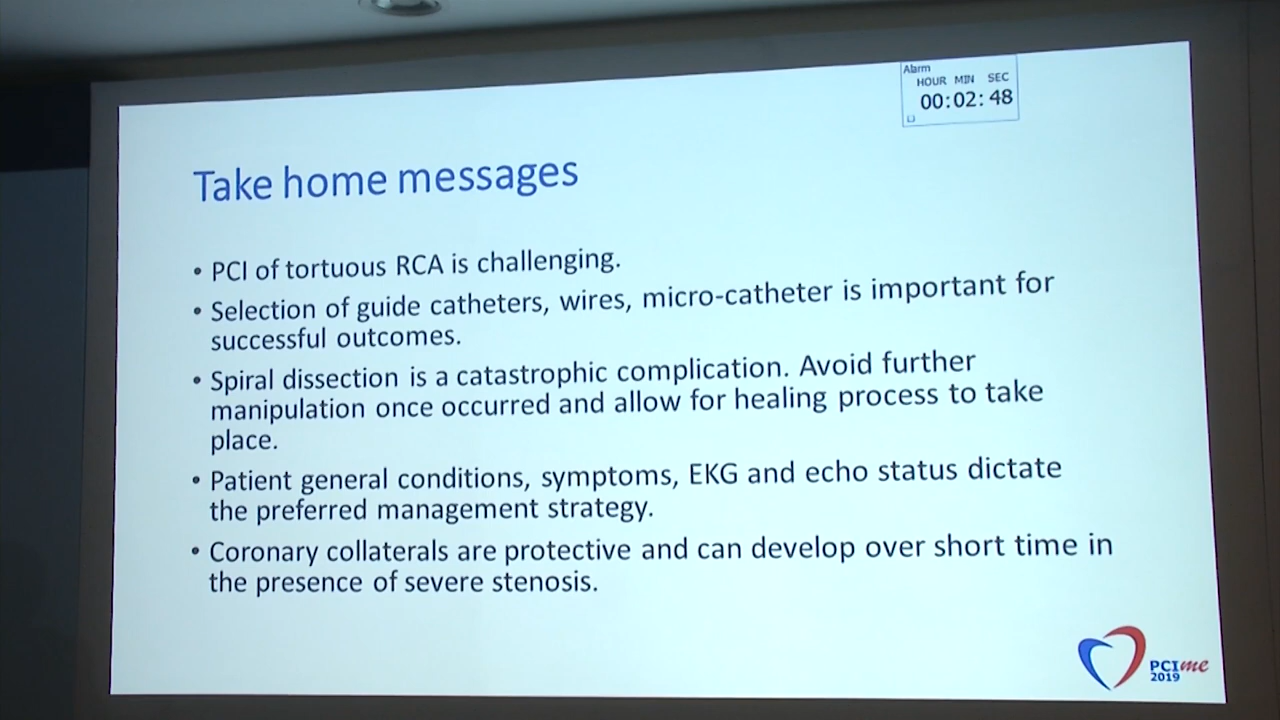 Alarm
HOUR MIN SEC
00:02:48
Take home messages
• PCI of tortuous RCA is challenging.
• Selection of guide catheters, wires, micro-catheter is important for
successful outcomes.
• Spiral dissection is a catastrophic complication. Avoid further
manipulation once occurred and allow for healing process to take
place.
• Patient general conditions, symptoms, EKG and echo status dictate
the preferred management strategy.
• Coronary collaterals are protective and can develop over short time in
the presence of severe stenosis.
PCIme
2019